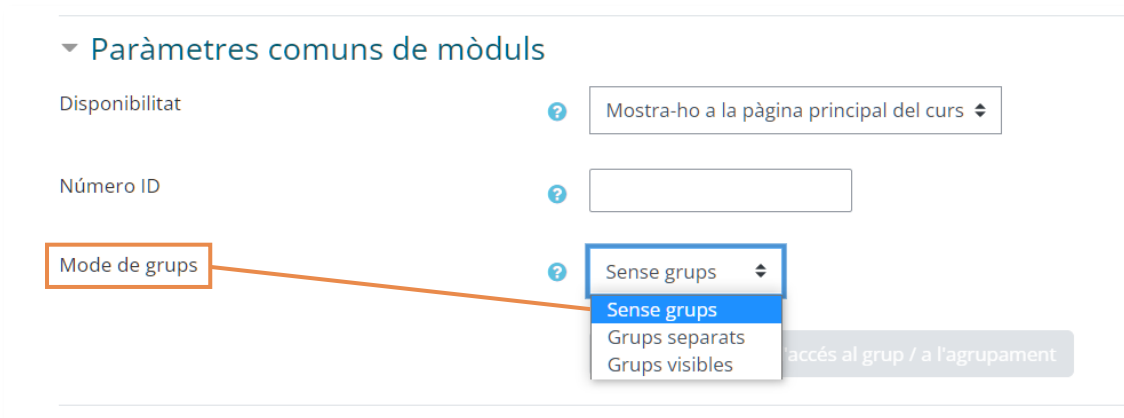 Paràmetres comuns de mòduls
Disponibilitat
Mostra-ho a la pàgina principal del curs
Número ID
Mode de grups
Sense grups
Sense grups
Grups separats
Grups visibles
'accés al grup / a l'agrupament